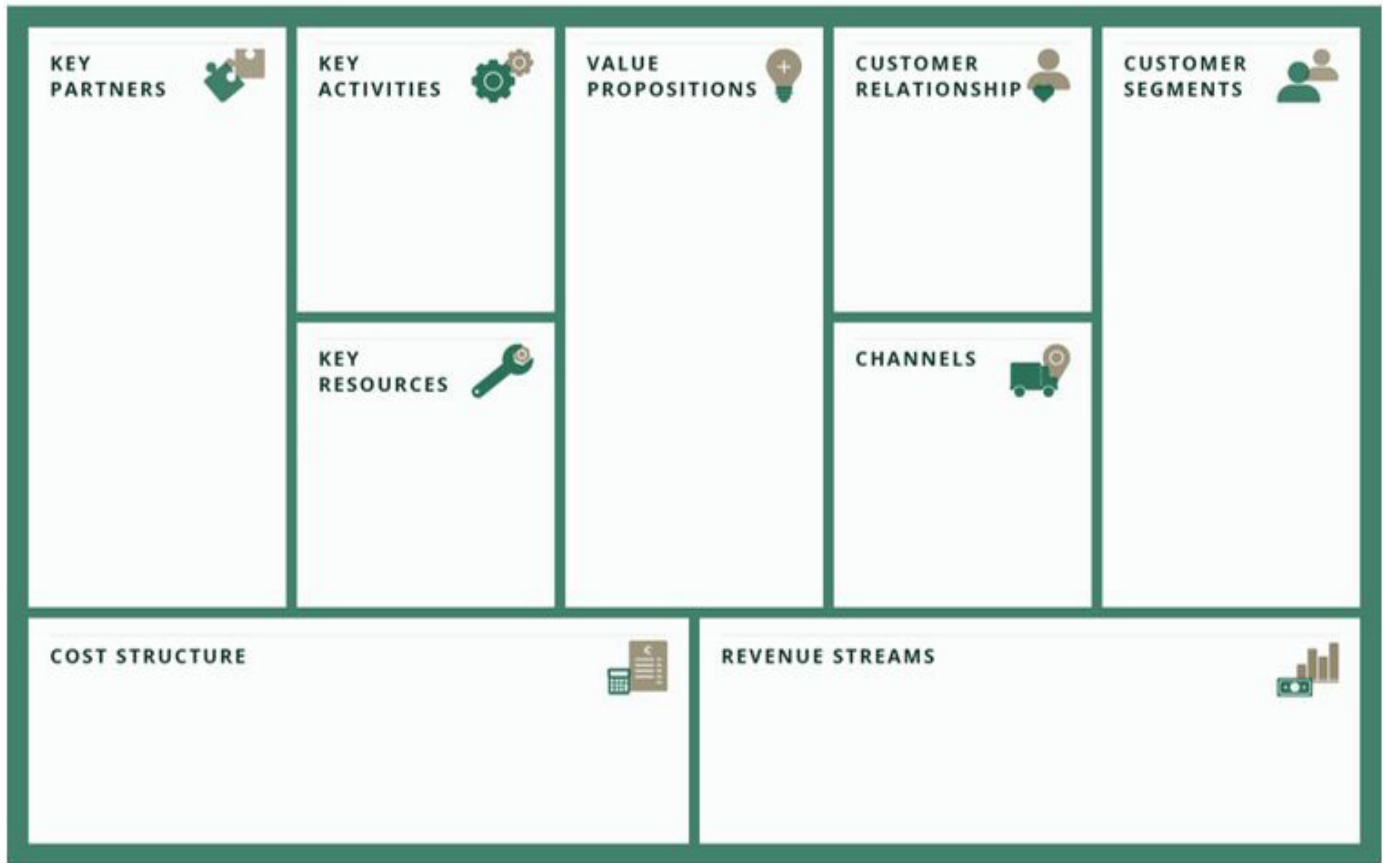 KEY
PARTNERS
KEY
ACTIVITIES
KEY
RESOURCES
VALUE
PROPOSITIONS
CUSTOMER
RELATIONSHIP
CHANNELS
CUSTOMER
SEGMENTS
COST STRUCTURE
REVENUE STREAMS